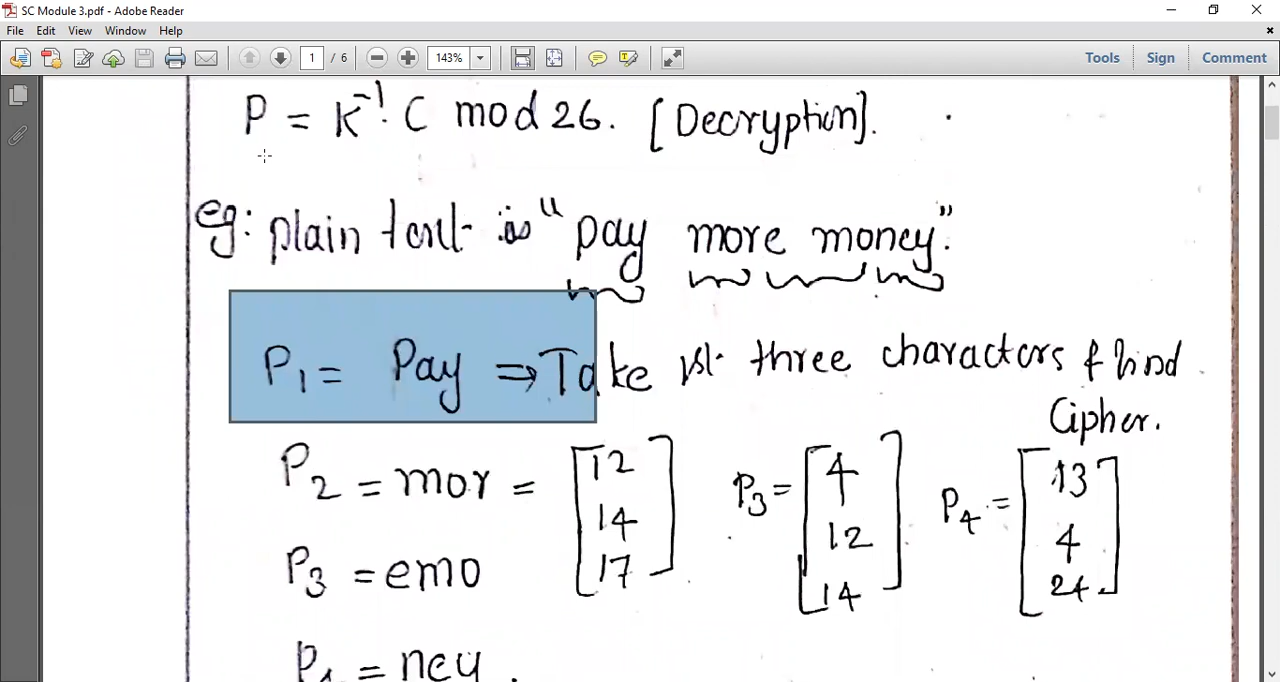 SC Module 3.pdf - Adobe Reader
File Edit View Window Help
1 / 6 143% Tools Sign Comment
P = K⁻¹. C mod 26. [Decryption].
eg: plain text is "pay more money."
P₁ = Pay ⇒ Take 1st three characters & find
Cipher.
P₂ = mor = [12 14 17] P₃ = [4 12 14] P₄ = [13 4 24]
P₃ = emo
P₄ = ney.